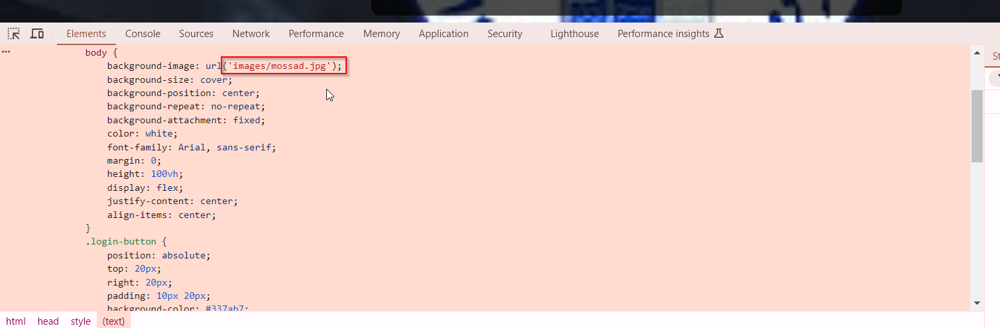 Elements Console Sources Network Performance Memory Application Security Lighthouse Performance insights
... body { St
background-image: url('images/mossad.jpg');
background-size: cover;
background-position: center;
background-repeat: no-repeat;
background-attachment: fixed;
color: white;
font-family: Arial, sans-serif;
margin: 0;
height: 100vh;
display: flex;
justify-content: center;
align-items: center;
}
.login-button {
position: absolute;
top: 20px;
right: 20px;
padding: 10px 20px;
background-color: #337ab7;
html head style (text)